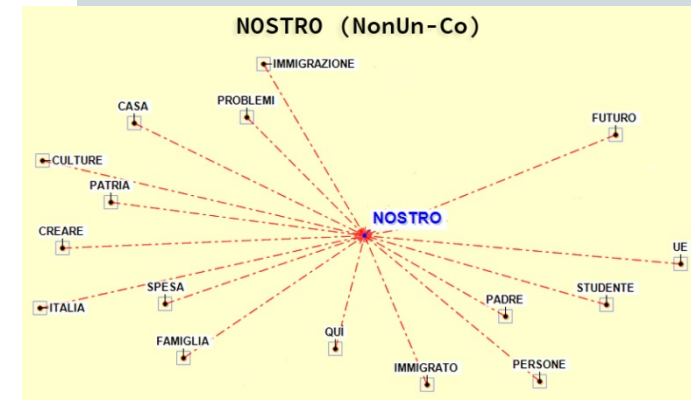 NOSTRO (NonUn-Co)
IMMIGRAZIONE
PROBLEMI
CASA
FUTURO
CULTURE
PATRIA
NOSTRO
CREARE
UE
SPESA
STUDENTE
PADRE
ITALIA
QUI
FAMIGLIA
PERSONE
IMMIGRATO